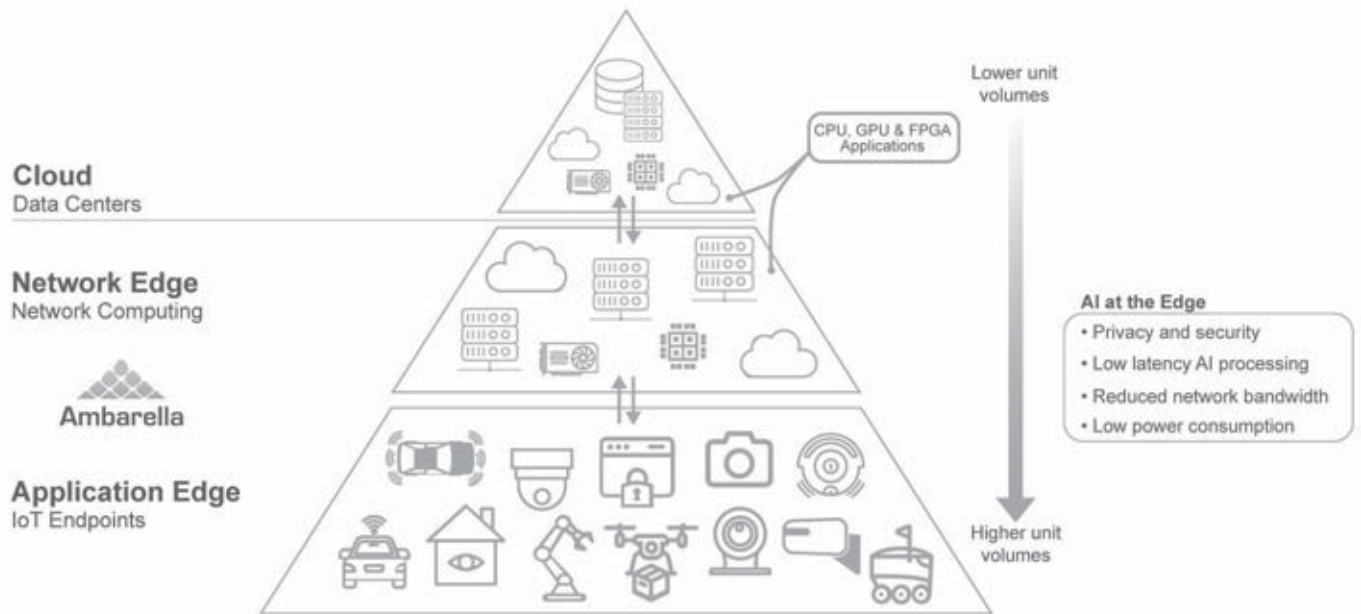 Lower unit
volumes
CPU, GPU & FPGA
Applications
Cloud
Data Centers
Network Edge
Network Computing
AI at the Edge
• Privacy and security
• Low latency AI processing
• Reduced network bandwidth
• Low power consumption
Ambarella
Application Edge
IoT Endpoints
Higher unit
volumes